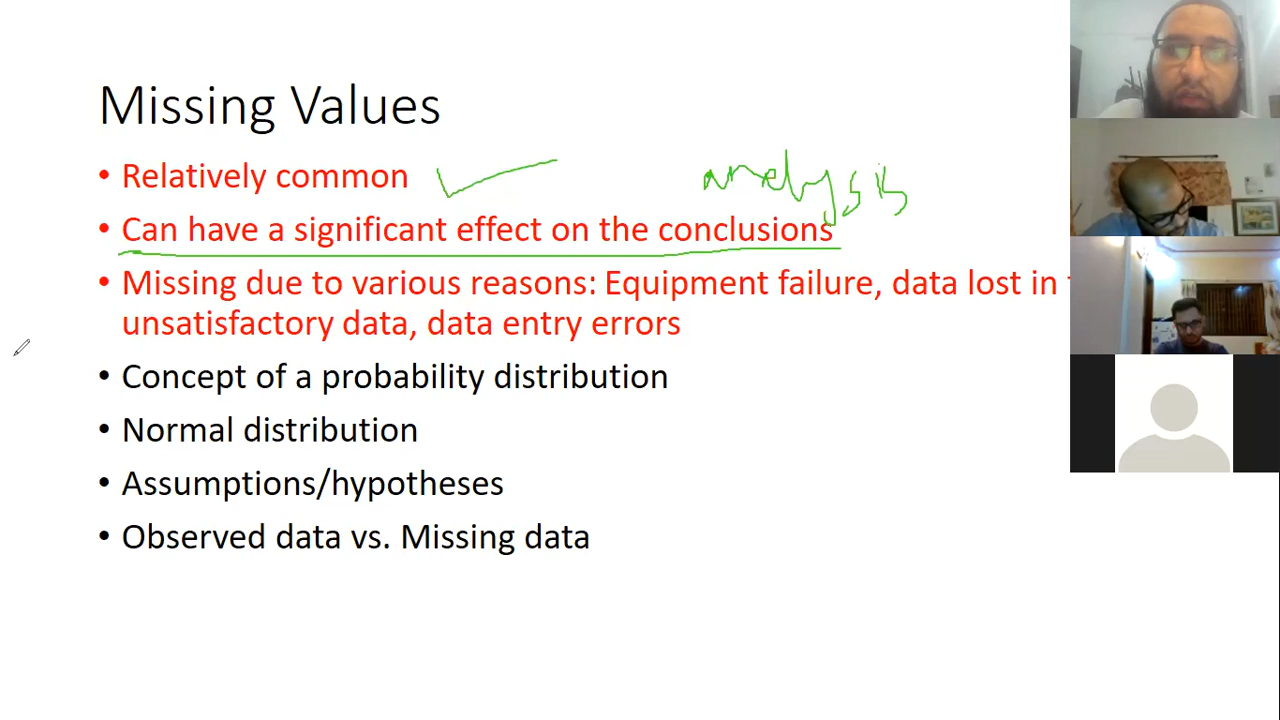 Missing Values
• Relatively common
analysis
• Can have a significant effect on the conclusions
• Missing due to various reasons: Equipment failure, data lost in
unsatisfactory data, data entry errors
• Concept of a probability distribution
• Normal distribution
• Assumptions/hypotheses
• Observed data vs. Missing data